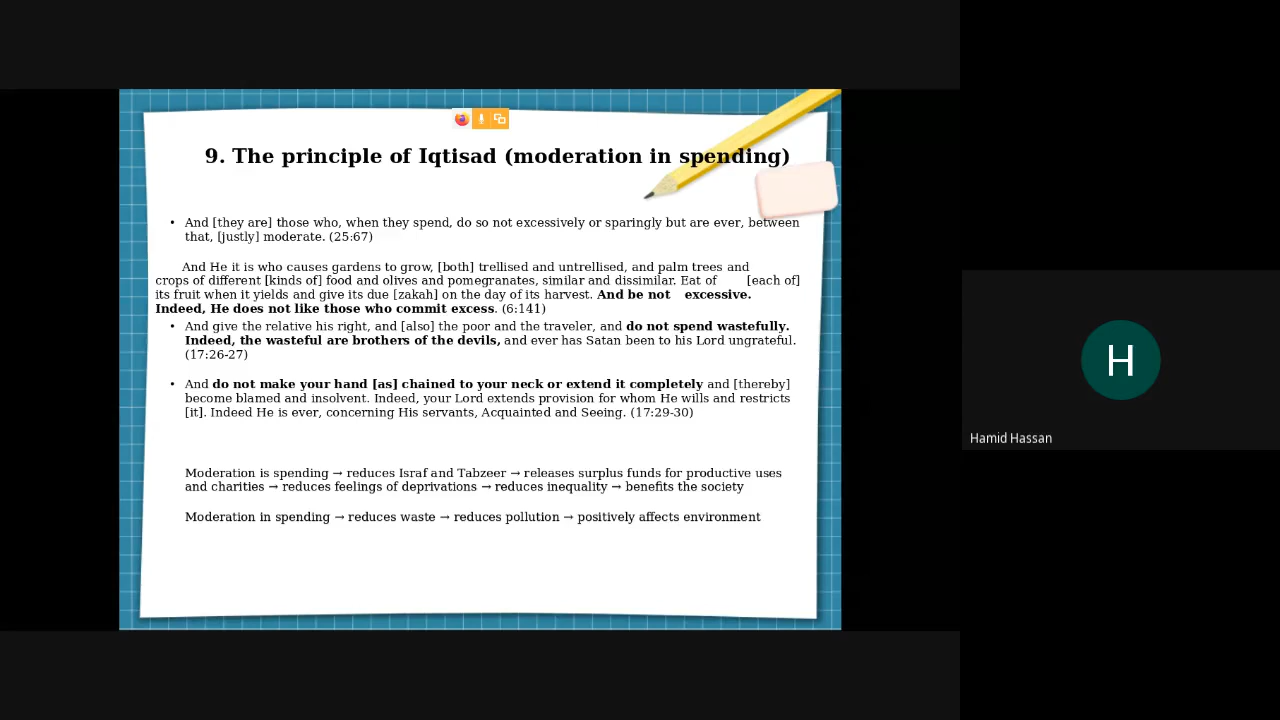 9. The principle of Iqtisad (moderation in spending)
• And [they are] those who, when they spend, do so not excessively or sparingly but are ever, between
that, [justly] moderate. (25:67)
And He it is who causes gardens to grow, [both] trellised and untrellised, and palm trees and
crops of different [kinds of] food and olives and pomegranates, similar and dissimilar. Eat of [each of]
its fruit when it yields and give its due [zakah] on the day of its harvest. And be not excessive.
Indeed, He does not like those who commit excess. (6:141)
• And give the relative his right, and [also] the poor and the traveler, and do not spend wastefully.
Indeed, the wasteful are brothers of the devils, and ever has Satan been to his Lord ungrateful.
(17:26-27)
• And do not make your hand [as] chained to your neck or extend it completely and [thereby]
become blamed and insolvent. Indeed, your Lord extends provision for whom He wills and restricts
[it]. Indeed He is ever, concerning His servants, Acquainted and Seeing. (17:29-30)
Moderation is spending → reduces Israf and Tabzeer → releases surplus funds for productive uses
and charities → reduces feelings of deprivations → reduces inequality → benefits the society
Moderation in spending → reduces waste → reduces pollution → positively affects environment
H
Hamid Hassan